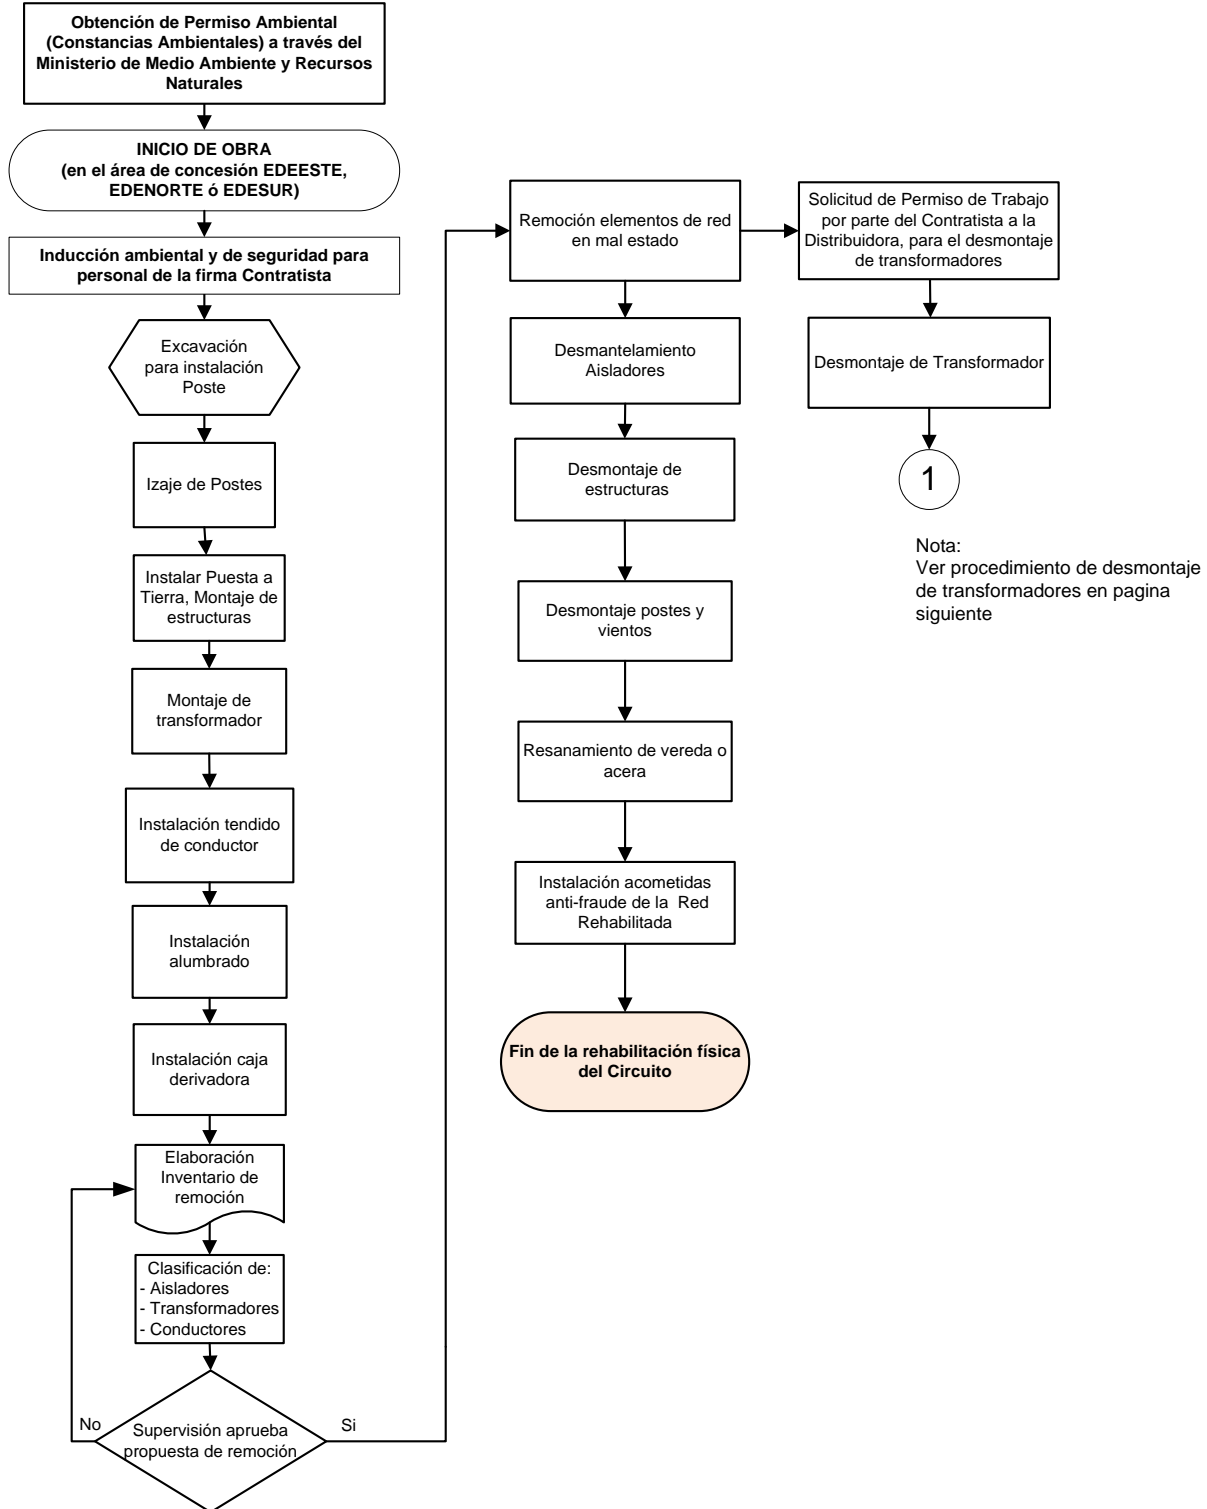 Obtención de Permiso Ambiental
(Constancias Ambientales) a través del
Ministerio de Medio Ambiente y Recursos
Naturales
INICIO DE OBRA
(en el área de concesión EDEESTE,
EDENORTE ó EDESUR)
Inducción ambiental y de seguridad para
personal de la firma Contratista
Excavación
para instalación
Poste
Izaje de Postes
Instalar Puesta a
Tierra, Montaje de
estructuras
Montaje de
transformador
Instalación tendido
de conductor
Instalación
alumbrado
Instalación caja
derivadora
Elaboración
Inventario de
remoción
Clasificación de:
- Aisladores
- Transformadores
- Conductores
No
Supervisión aprueba
propuesta de remoción
Si
Remoción elementos de red
en mal estado
Desmantelamiento
Aisladores
Desmontaje de
estructuras
Desmontaje postes y
vientos
Resanamiento de vereda o
acera
Instalación acometidas
anti-fraude de la Red
Rehabilitada
Fin de la rehabilitación física
del Circuito
Solicitud de Permiso de Trabajo
por parte del Contratista a la
Distribuidora, para el desmontaje
de transformadores
Desmontaje de Transformador
1
Nota:
Ver procedimiento de desmontaje
de transformadores en pagina
siguiente